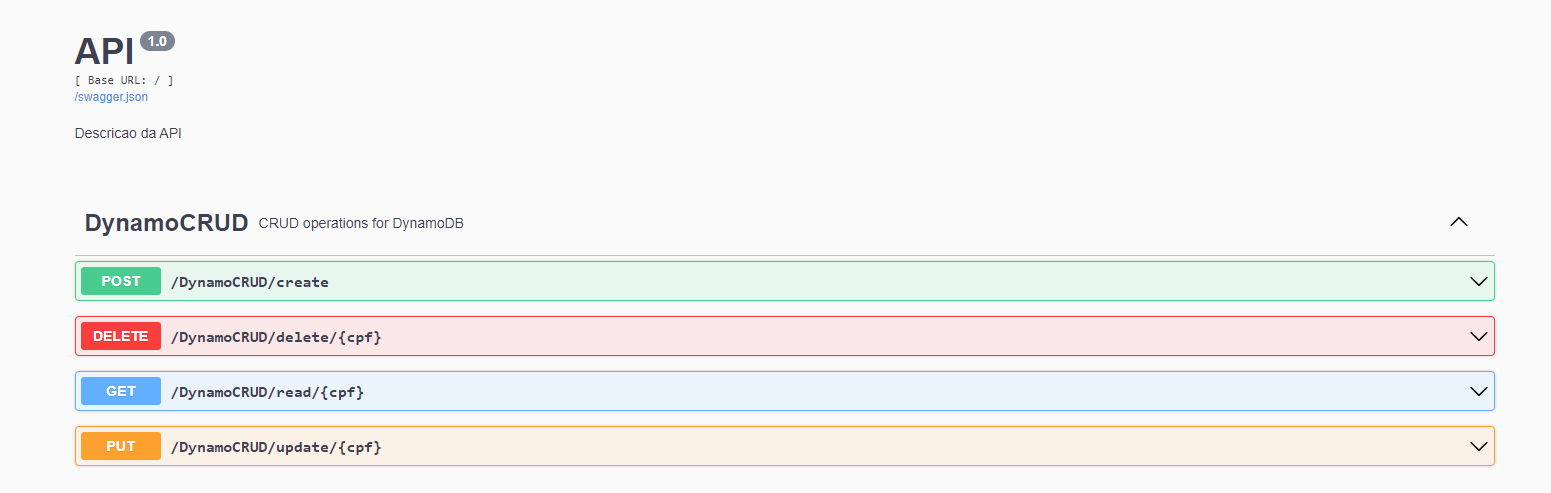 API 1.0
[ Base URL: / ]
/swagger.json
Descricao da API
DynamoCRUD CRUD operations for DynamoDB
POST /DynamoCRUD/create
DELETE /DynamoCRUD/delete/{cpf}
GET /DynamoCRUD/read/{cpf}
PUT /DynamoCRUD/update/{cpf}